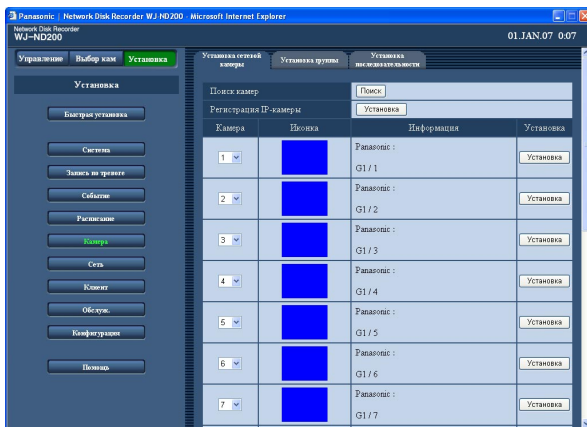 Panasonic | Network Disk Recorder WJ-ND200 - Microsoft Internet Explorer
Network Disk Recorder
WJ-ND200
01.JAN.07 0:07
Управление Выбор кам Установка
Установка сетевой камеры
Установка группы
Установка последовательности
Установка
Быстрая установка
Система
Запись по тревоге
Событие
Расписание
Камера
Сеть
Клиент
Обслуж.
Конфигурация
Помощь
Поиск камер Поиск
Регистрация IP-камеры Установка
Камера Иконка Информация Установка
1 Panasonic : Установка
G1 / 1
2 Panasonic : Установка
G1 / 2
3 Panasonic : Установка
G1 / 3
4 Panasonic : Установка
G1 / 4
5 Panasonic : Установка
G1 / 5
6 Panasonic : Установка
G1 / 6
7 Panasonic : Установка
G1 / 7